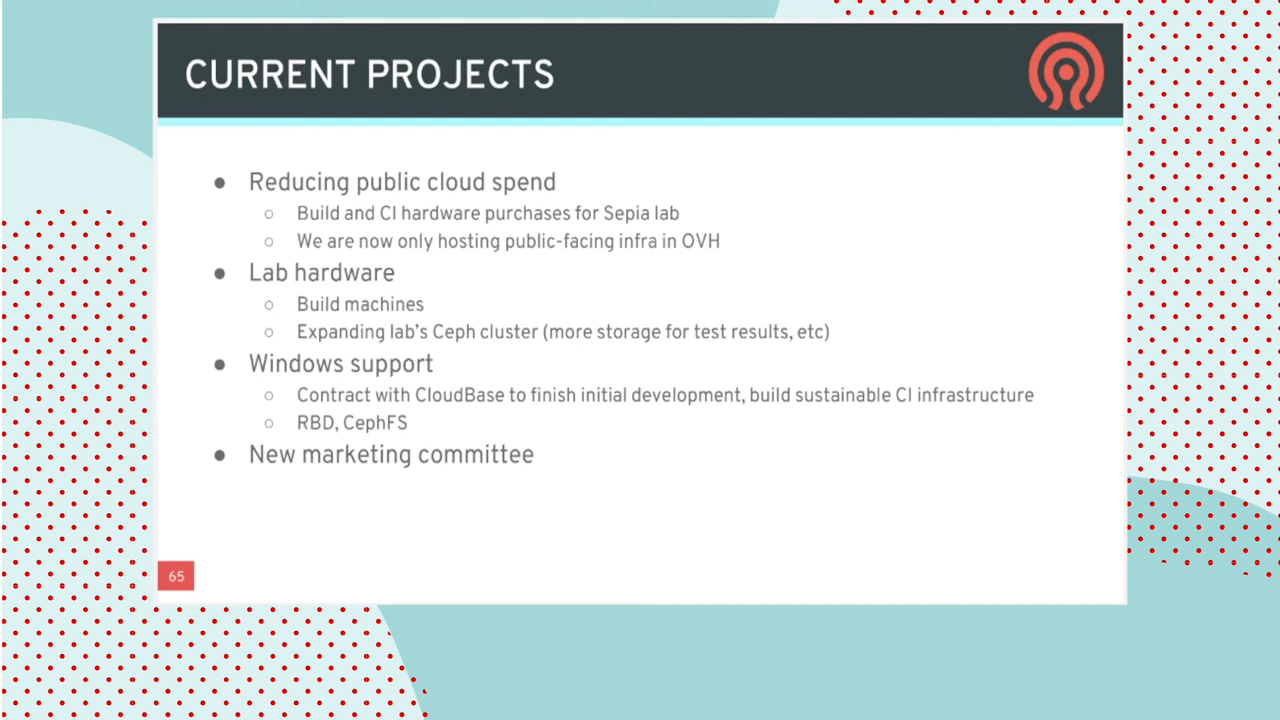 CURRENT PROJECTS
● Reducing public cloud spend
○ Build and CI hardware purchases for Sepia lab
○ We are now only hosting public-facing infra in OVH
● Lab hardware
○ Build machines
○ Expanding lab's Ceph cluster (more storage for test results, etc)
● Windows support
○ Contract with CloudBase to finish initial development, build sustainable CI infrastructure
○ RBD, CephFS
● New marketing committee
65